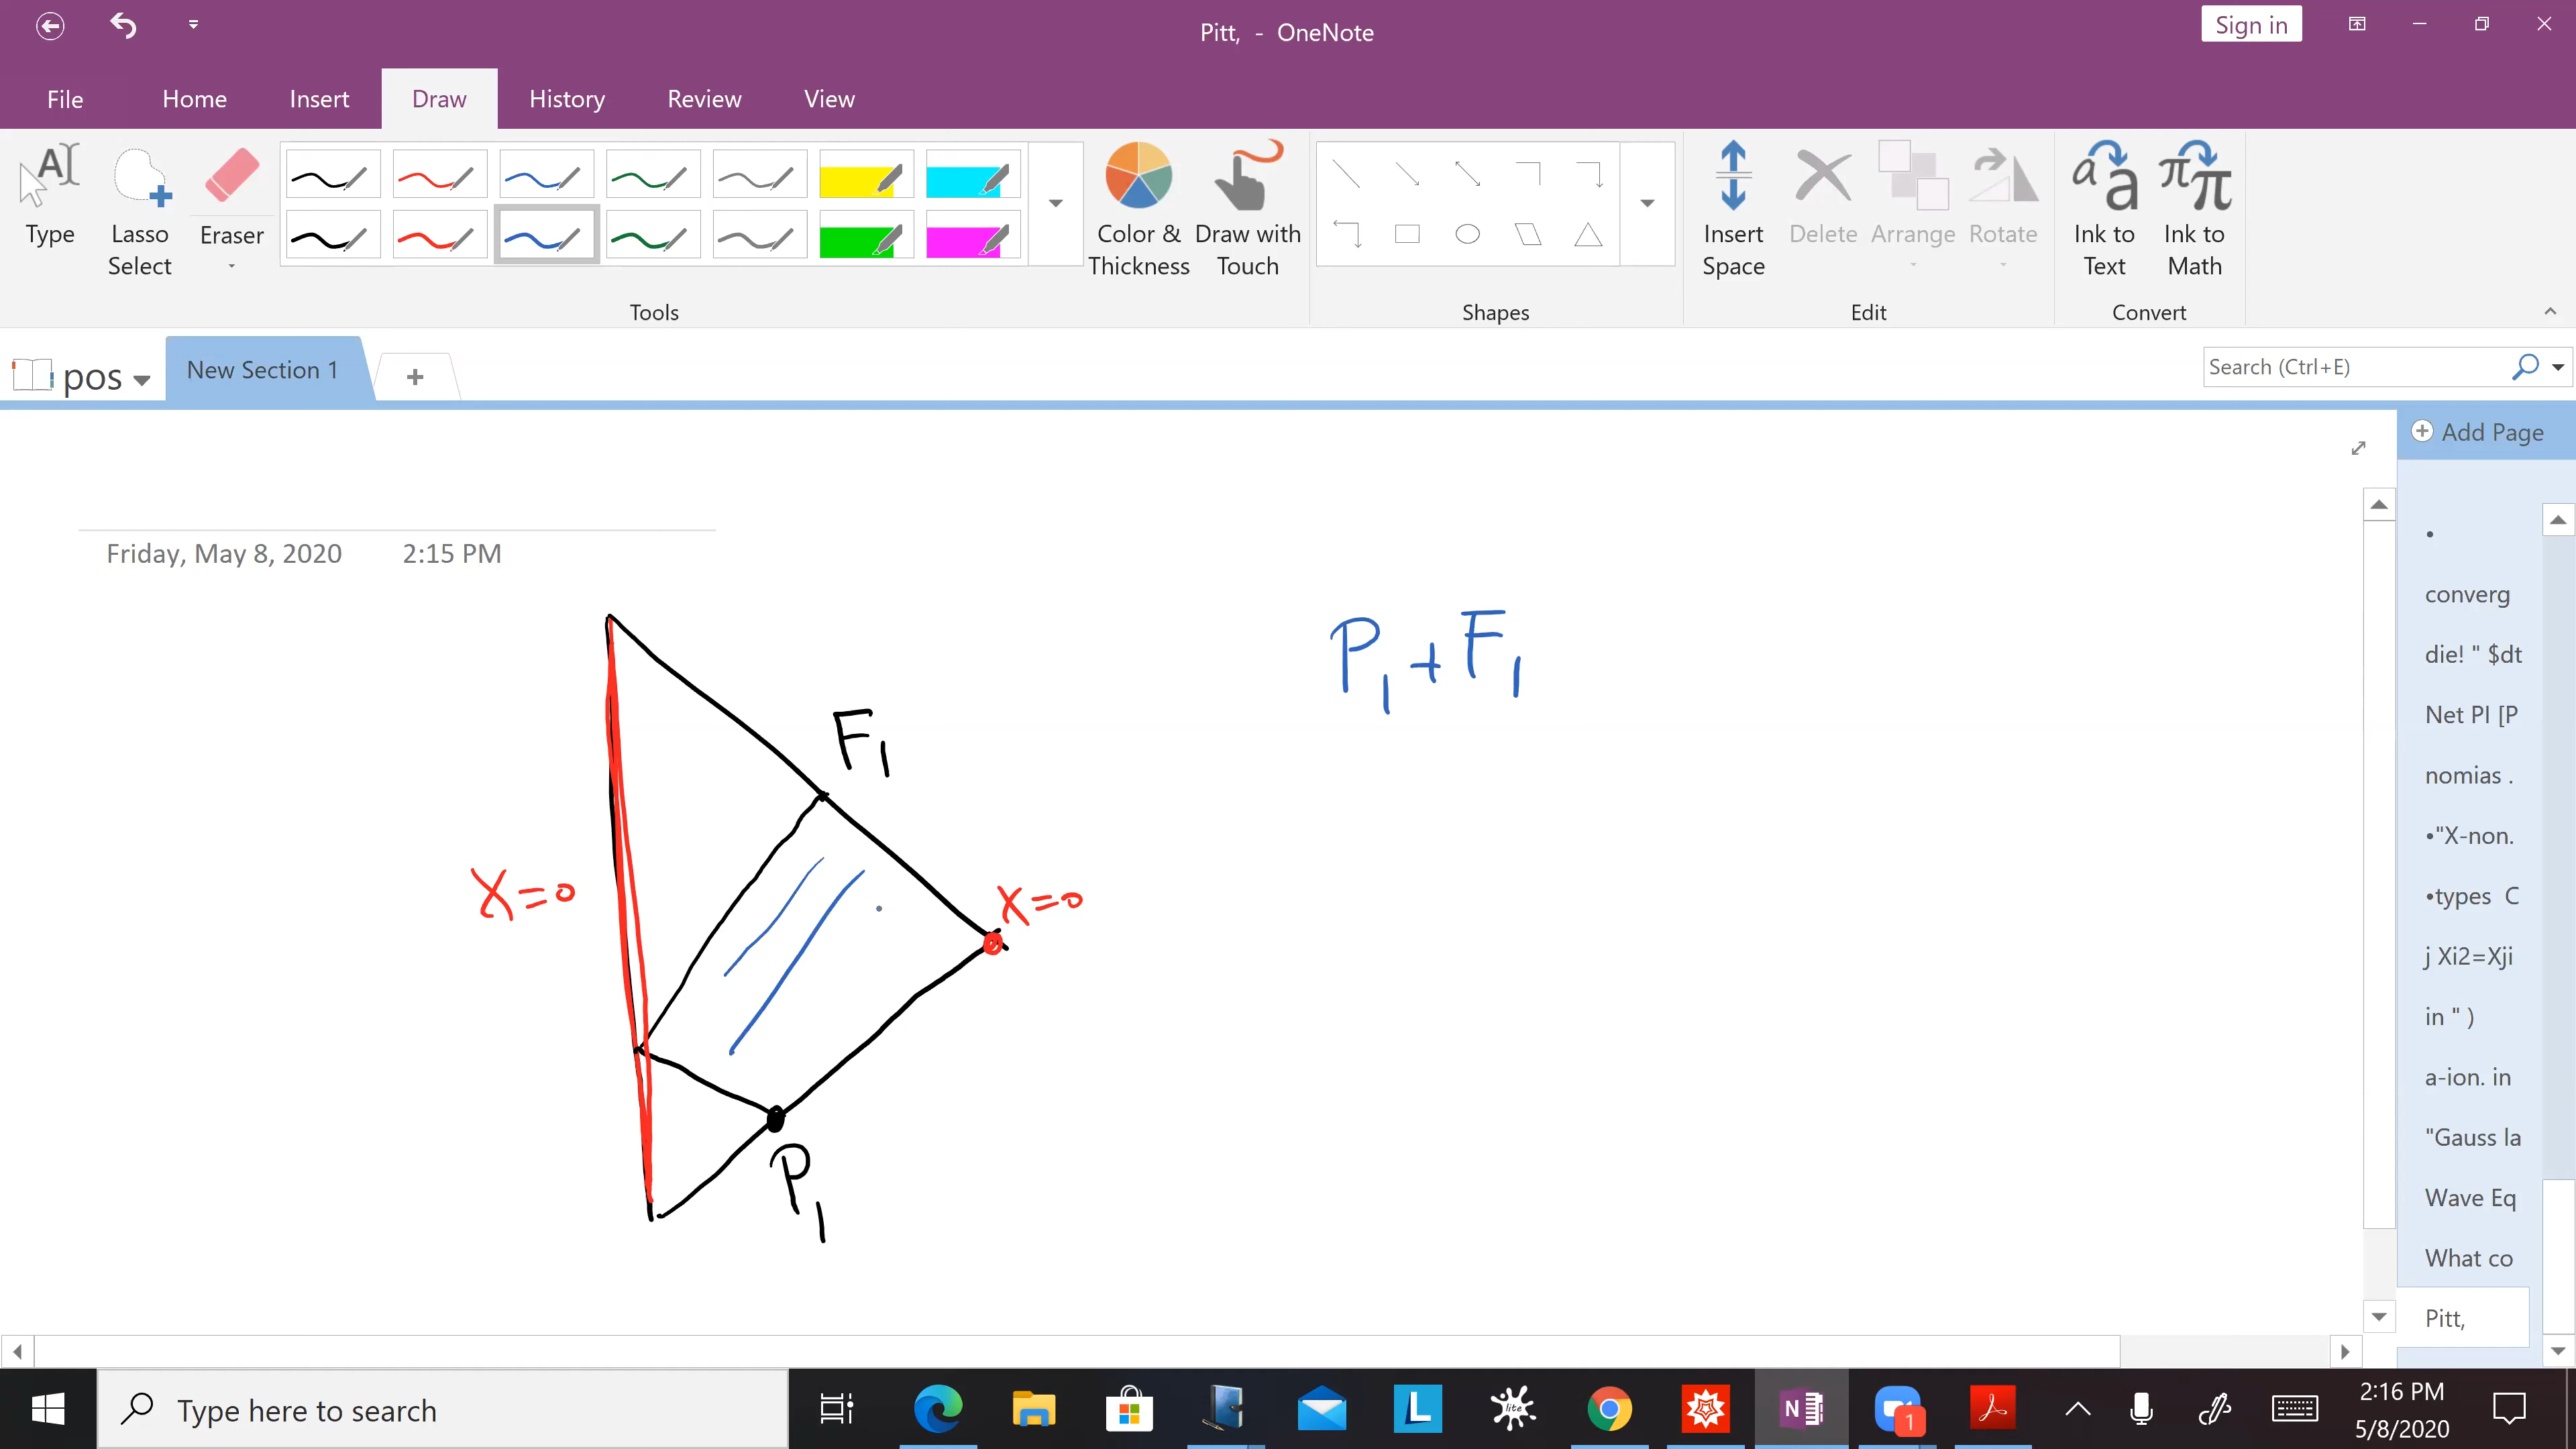 Pitt, - OneNote
Sign in
File Home Insert Draw History Review View
Type
Lasso Select
Eraser
Color & Thickness
Draw with Touch
Insert Space
Delete
Arrange
Rotate
Ink to Text
Ink to Math
Tools Shapes Edit Convert
pos
New Section 1
+
Search (Ctrl+E)
Add Page
Friday, May 8, 2020 2:15 PM
P₁ + F₁
F₁
X=0
X=0
P₁
•
converg
die! " $dt
Net PI [P
nomias .
•"X-non.
•types C
j Xi2=Xji
in " )
a-ion. in
"Gauss la
Wave Eq
What co
Pitt,
Type here to search
L
lite
N
1
2:16 PM
5/8/2020